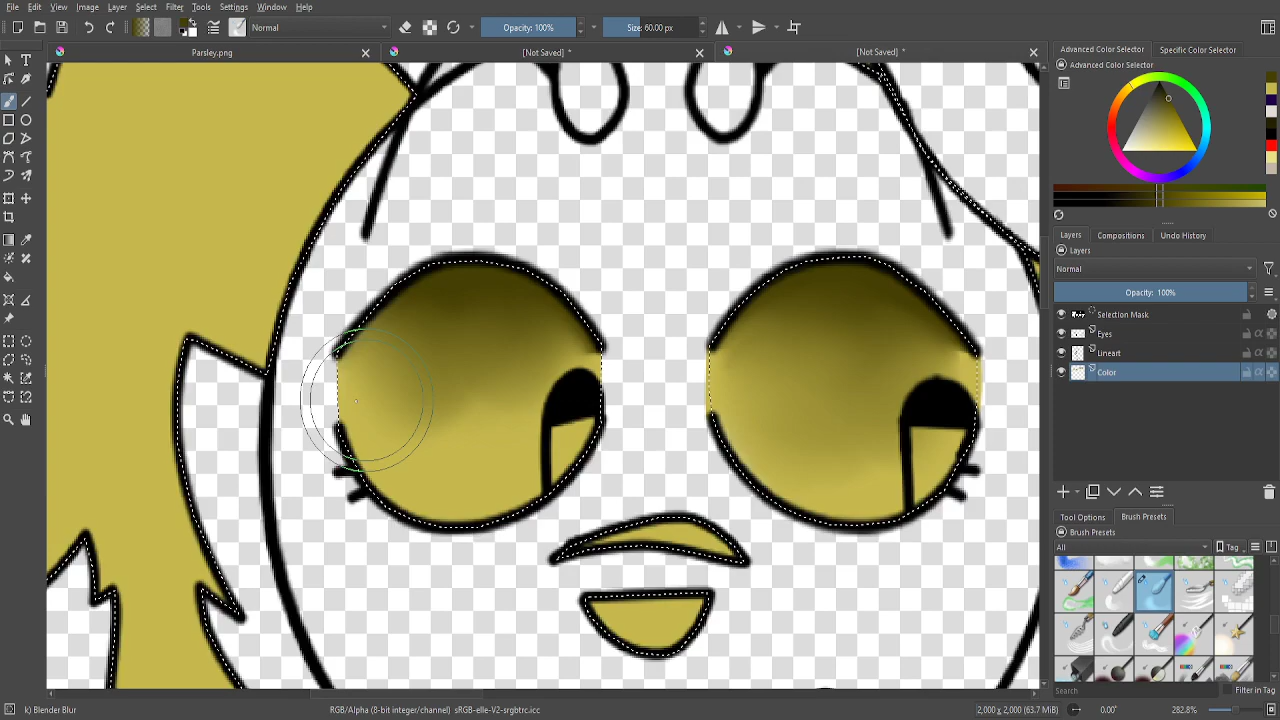 File Edit View Image Layer Select Filter Tools Settings Window Help
Normal Opacity: 100% Size: 60.00 px
Parsley.png [Not Saved] * [Not Saved] *
Advanced Color Selector Specific Color Selector
Advanced Color Selector
Layers Compositions Undo History
Layers
Normal
Opacity: 100%
Selection Mask
Eyes
Lineart
Color
Tool Options Brush Presets
Brush Presets
All Tag
Search Filter in Tag
k) Blender Blur RGB/Alpha (8-bit integer/channel) sRGB-elle-V2-srgbtrc.icc 2,000 x 2,000 (63.7 MiB) 0.00° 282.8%